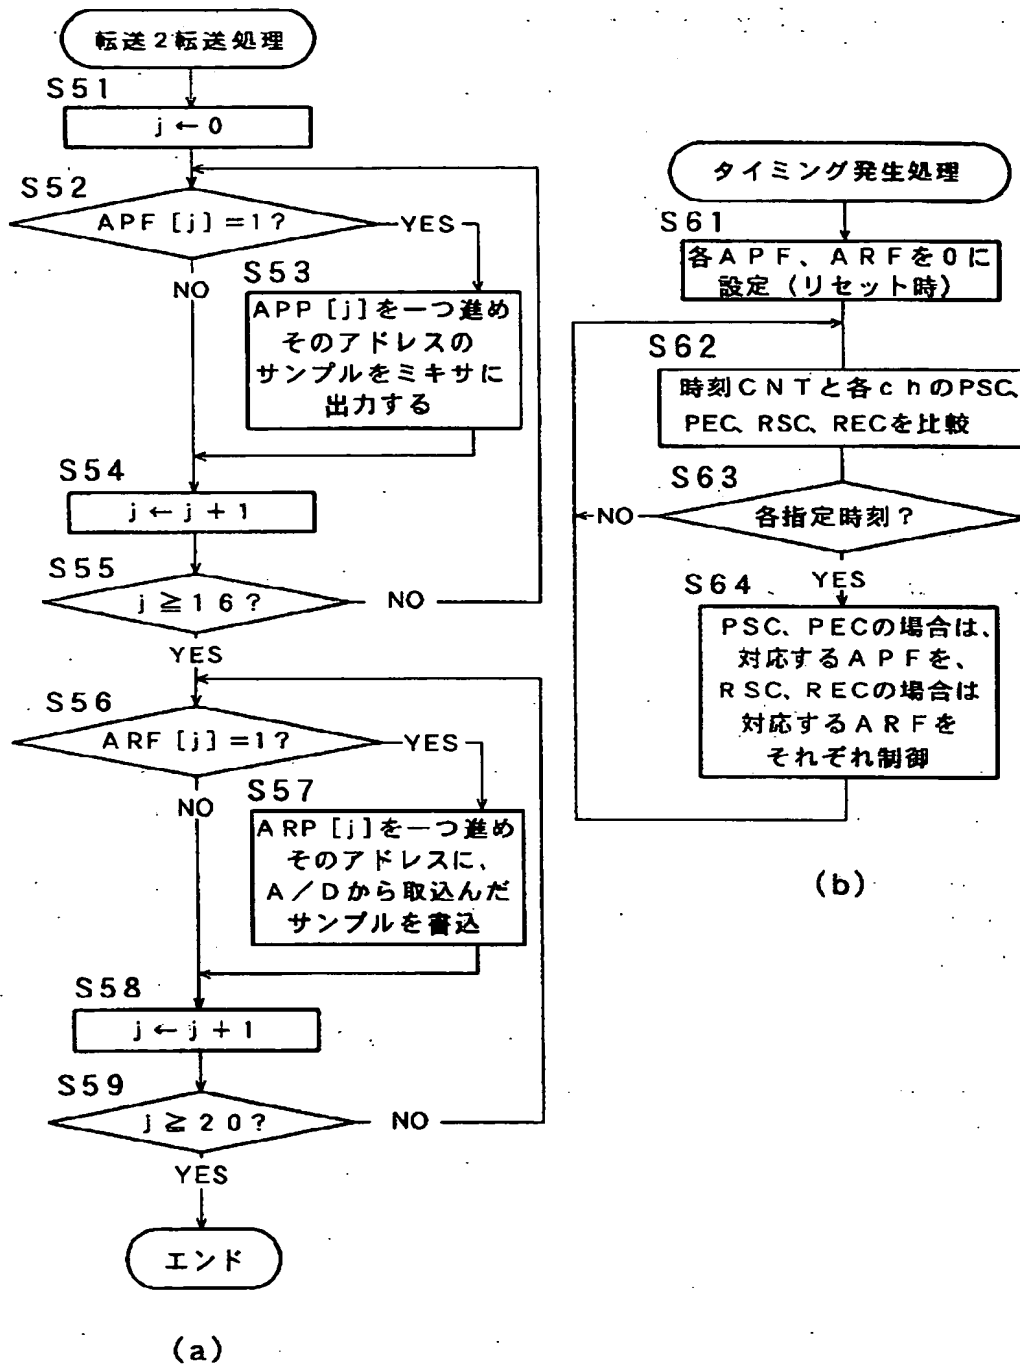 転送2転送処理
S51
j←0
S52
APF[j]=1?
YES
NO
S53
APP[j]を一つ進め
そのアドレスの
サンプルをミキサに
出力する
S54
j←j+1
S55
j≧16?
NO
YES
S56
ARF[j]=1?
YES
NO
S57
ARP[j]を一つ進め
そのアドレスに、
A/Dから取込んだ
サンプルを書込
S58
j←j+1
S59
j≧20?
NO
YES
エンド
(a)
タイミング発生処理
S61
各APF、ARFを0に
設定(リセット時)
S62
時刻CNTと各chのPSC、
PEC、RSC、RECを比較
S63
各指定時刻?
NO
YES
S64
PSC、PECの場合は、
対応するAPFを、
RSC、RECの場合は
対応するARFを
それぞれ制御
(b)